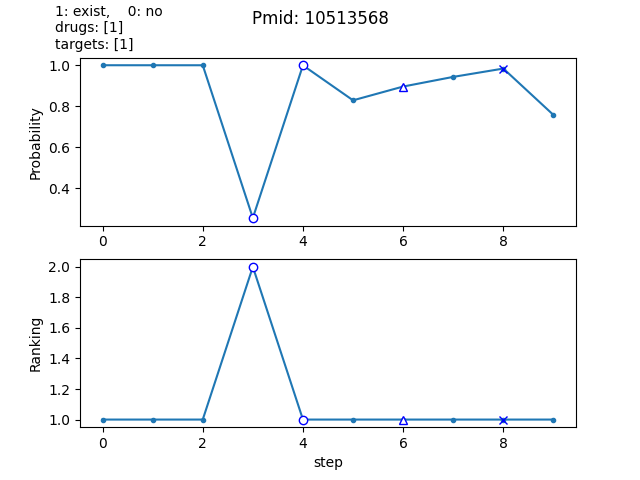 1: exist,    0: no
drugs: [1]
targets: [1]
Pmid: 10513568
1.0
0.8
0.6
0.4
Probability
0 2 4 6 8
2.0
1.8
1.6
1.4
1.2
1.0
Ranking
0 2 4 6 8
step